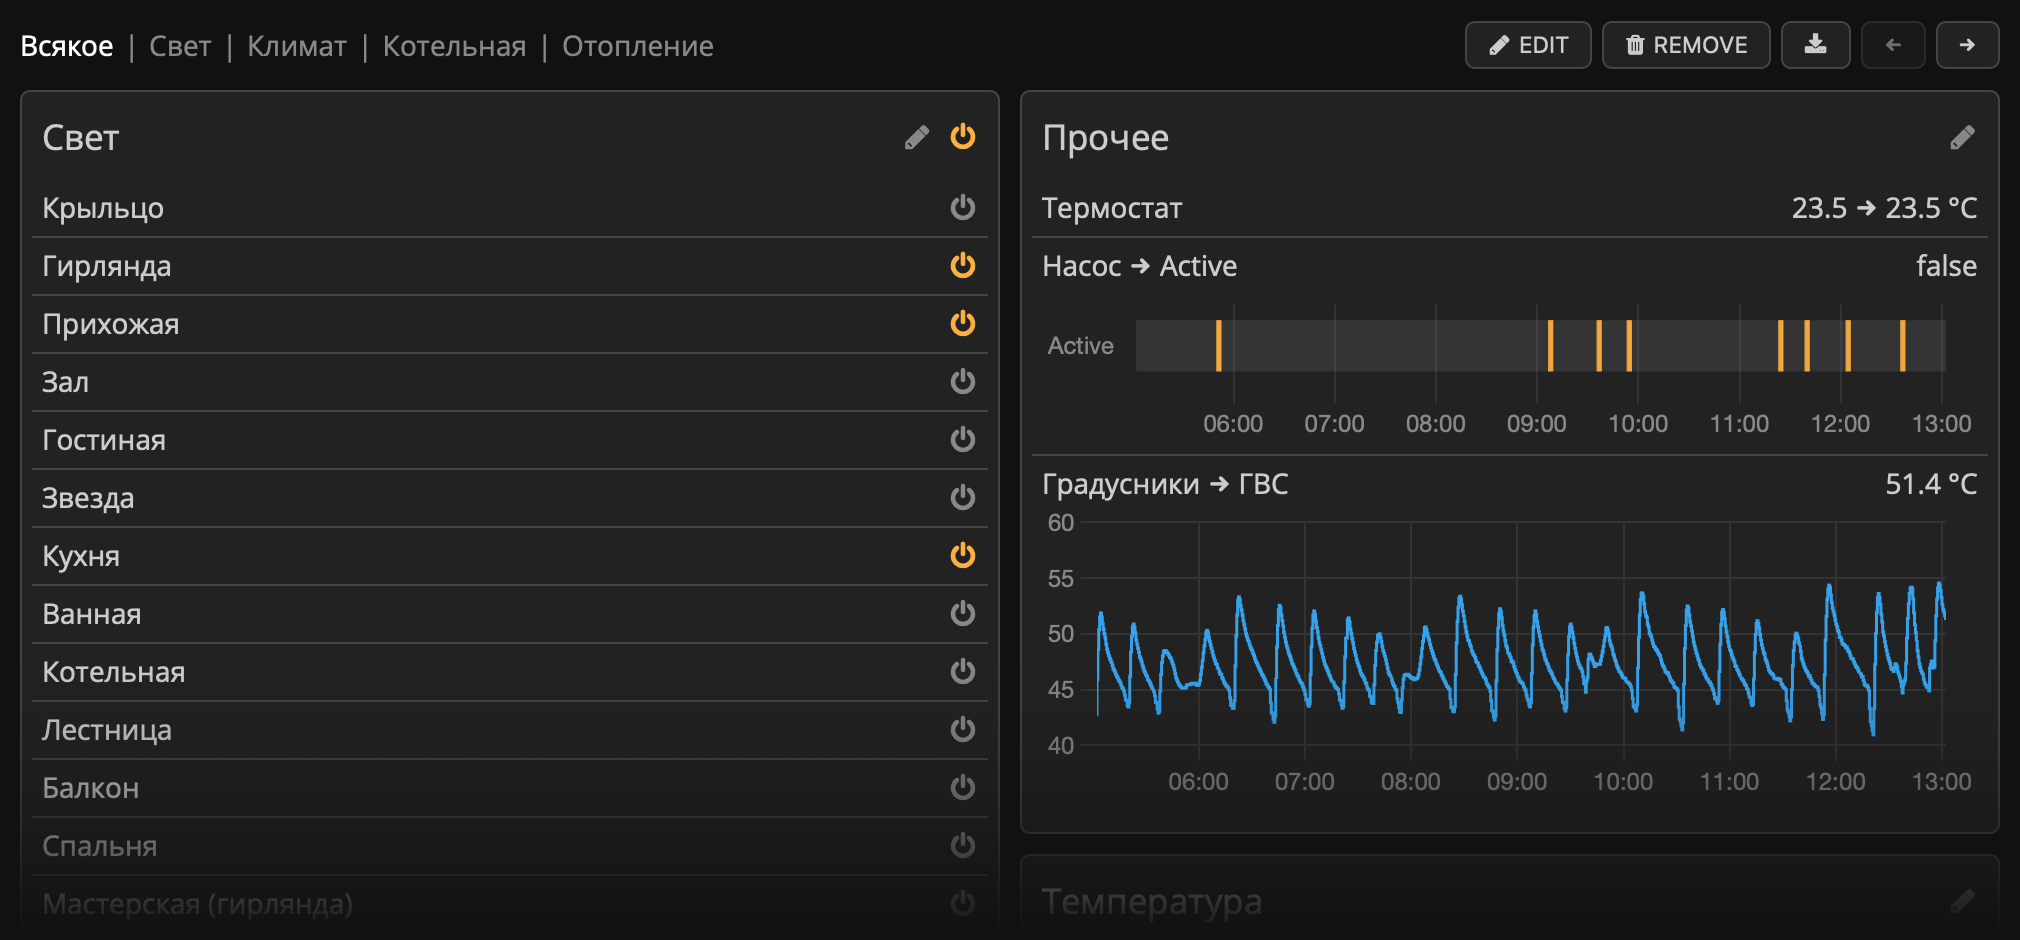 Всякое | Свет | Климат | Котельная | Отопление
EDIT
REMOVE
Свет
Крыльцо
Гирлянда
Прихожая
Зал
Гостиная
Звезда
Кухня
Ванная
Котельная
Лестница
Балкон
Спальня
Мастерская (гирлянда)
Прочее
Термостат 23.5 → 23.5 °C
Насос → Active false
Active
06:00 07:00 08:00 09:00 10:00 11:00 12:00 13:00
Градусники → ГВС 51.4 °C
60
55
50
45
40
06:00 07:00 08:00 09:00 10:00 11:00 12:00 13:00
Температура